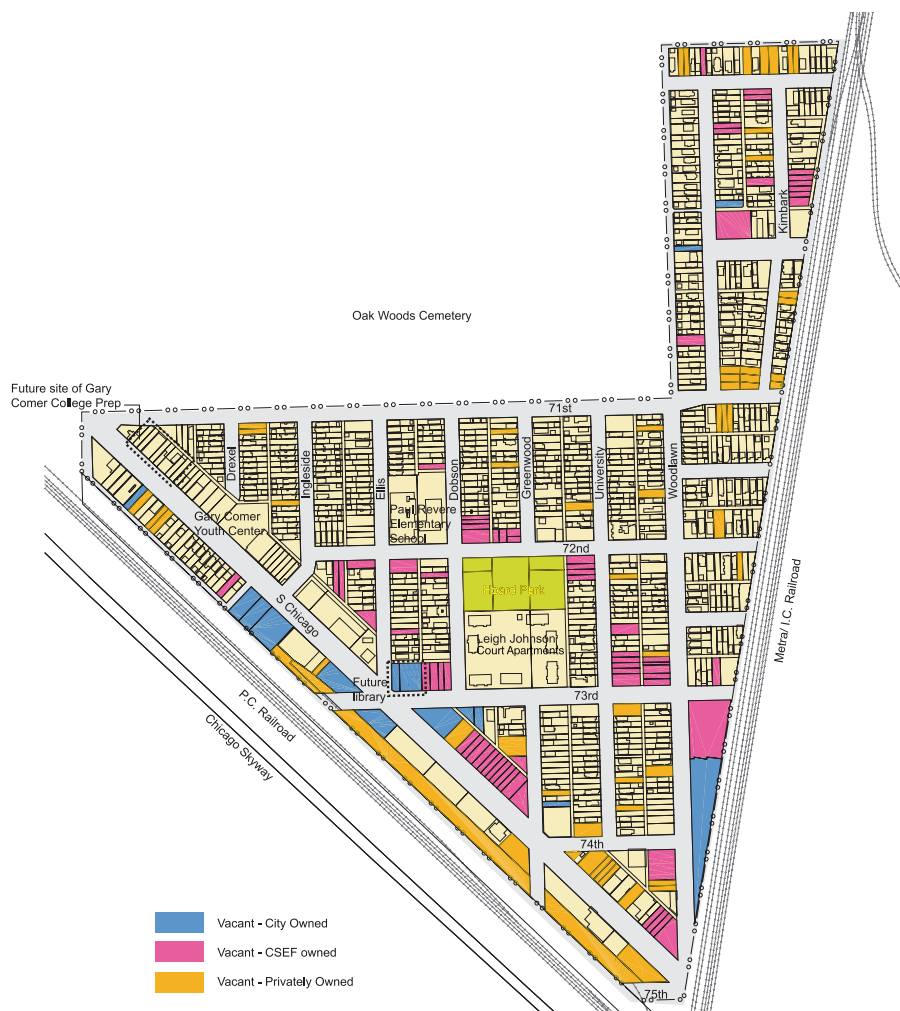 Kimbark
Oak Woods Cemetery
Future site of Gary
Comer College Prep
71st
Drexel
Ingleside
Ellis
Dobson
Greenwood
University
Woodlawn
Gary Comer
Youth Center
Paul Revere
Elementary
School
72nd
Hoard Park
S Chicago
Leigh Johnson
Court Apartments
Metra/ I.C. Railroad
Future
library
73rd
P.C. Railroad
Chicago Skyway
74th
Vacant - City Owned
Vacant - CSEF owned
Vacant - Privately Owned
75th